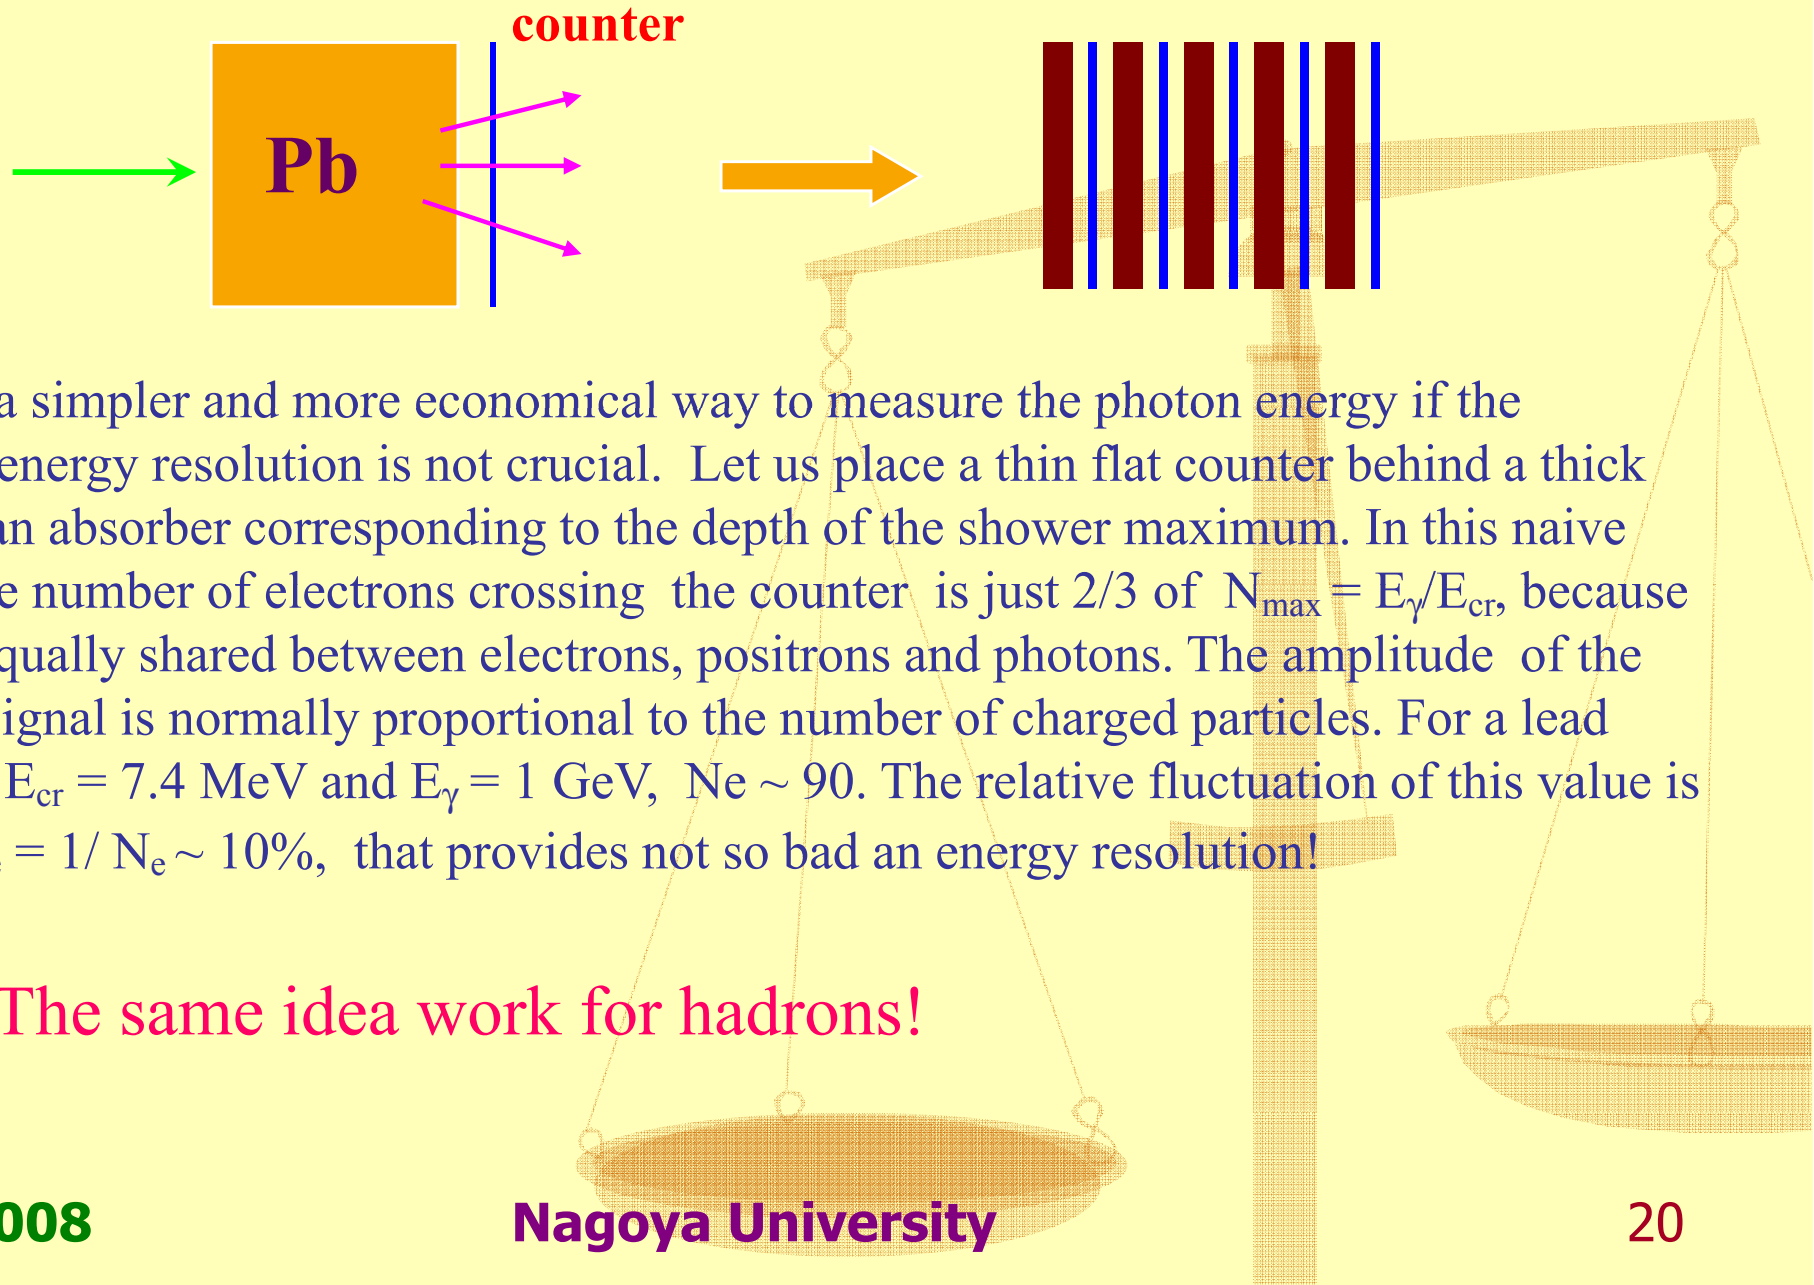 counter
Pb
a simpler and more economical way to measure the photon energy if the
energy resolution is not crucial. Let us place a thin flat counter behind a thick
an absorber corresponding to the depth of the shower maximum. In this naive
number of electrons crossing the counter is just 2/3 of Nmax = Eγ/Ecr, because
shared between electrons, positrons and photons. The amplitude of the
is normally proportional to the number of charged particles. For a lead
Ecr = 7.4 MeV and Eγ = 1 GeV, Ne ~ 90. The relative fluctuation of this value is
= 1/ Ne ~ 10%, that provides not so bad an energy resolution!
The same idea work for hadrons!
008 Nagoya University 20